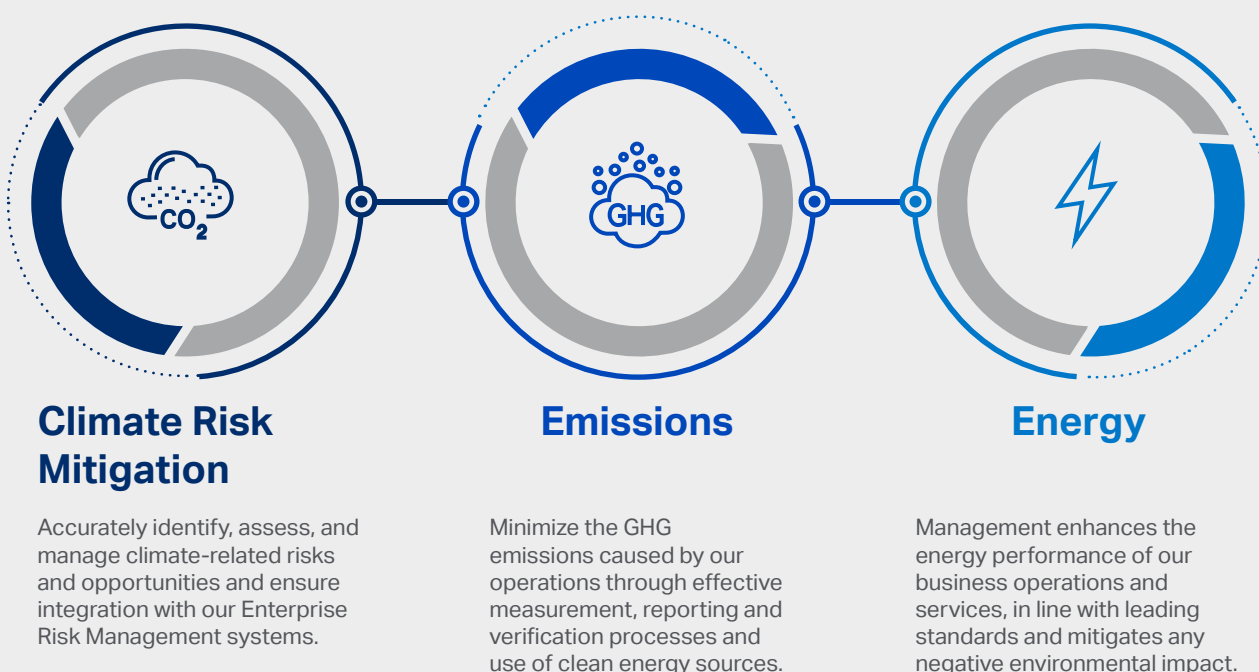 CO2
GHG
Climate Risk
Mitigation
Accurately identify, assess, and
manage climate-related risks
and opportunities and ensure
integration with our Enterprise
Risk Management systems.
Emissions
Minimize the GHG
emissions caused by our
operations through effective
measurement, reporting and
verification processes and
use of clean energy sources.
Energy
Management enhances the
energy performance of our
business operations and
services, in line with leading
standards and mitigates any
negative environmental impact.